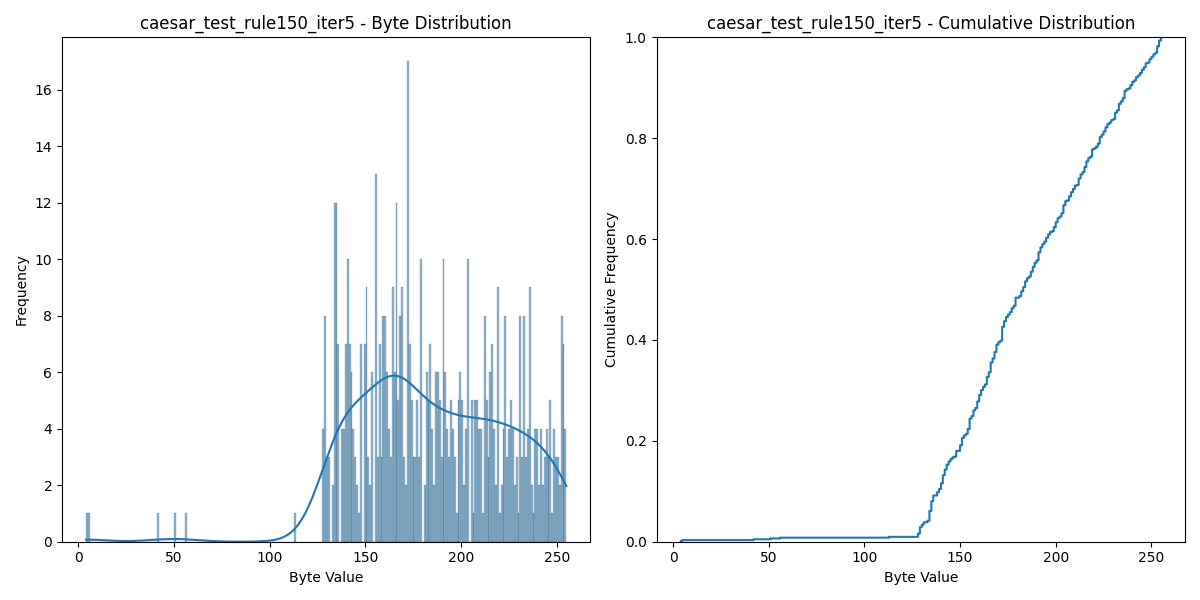 caesar_test_rule150_iter5 - Byte Distribution
Frequency
16
14
12
10
8
6
4
2
0
0 50 100 150 200 250
Byte Value
caesar_test_rule150_iter5 - Cumulative Distribution
Cumulative Frequency
1.0
0.8
0.6
0.4
0.2
0.0
0 50 100 150 200 250
Byte Value